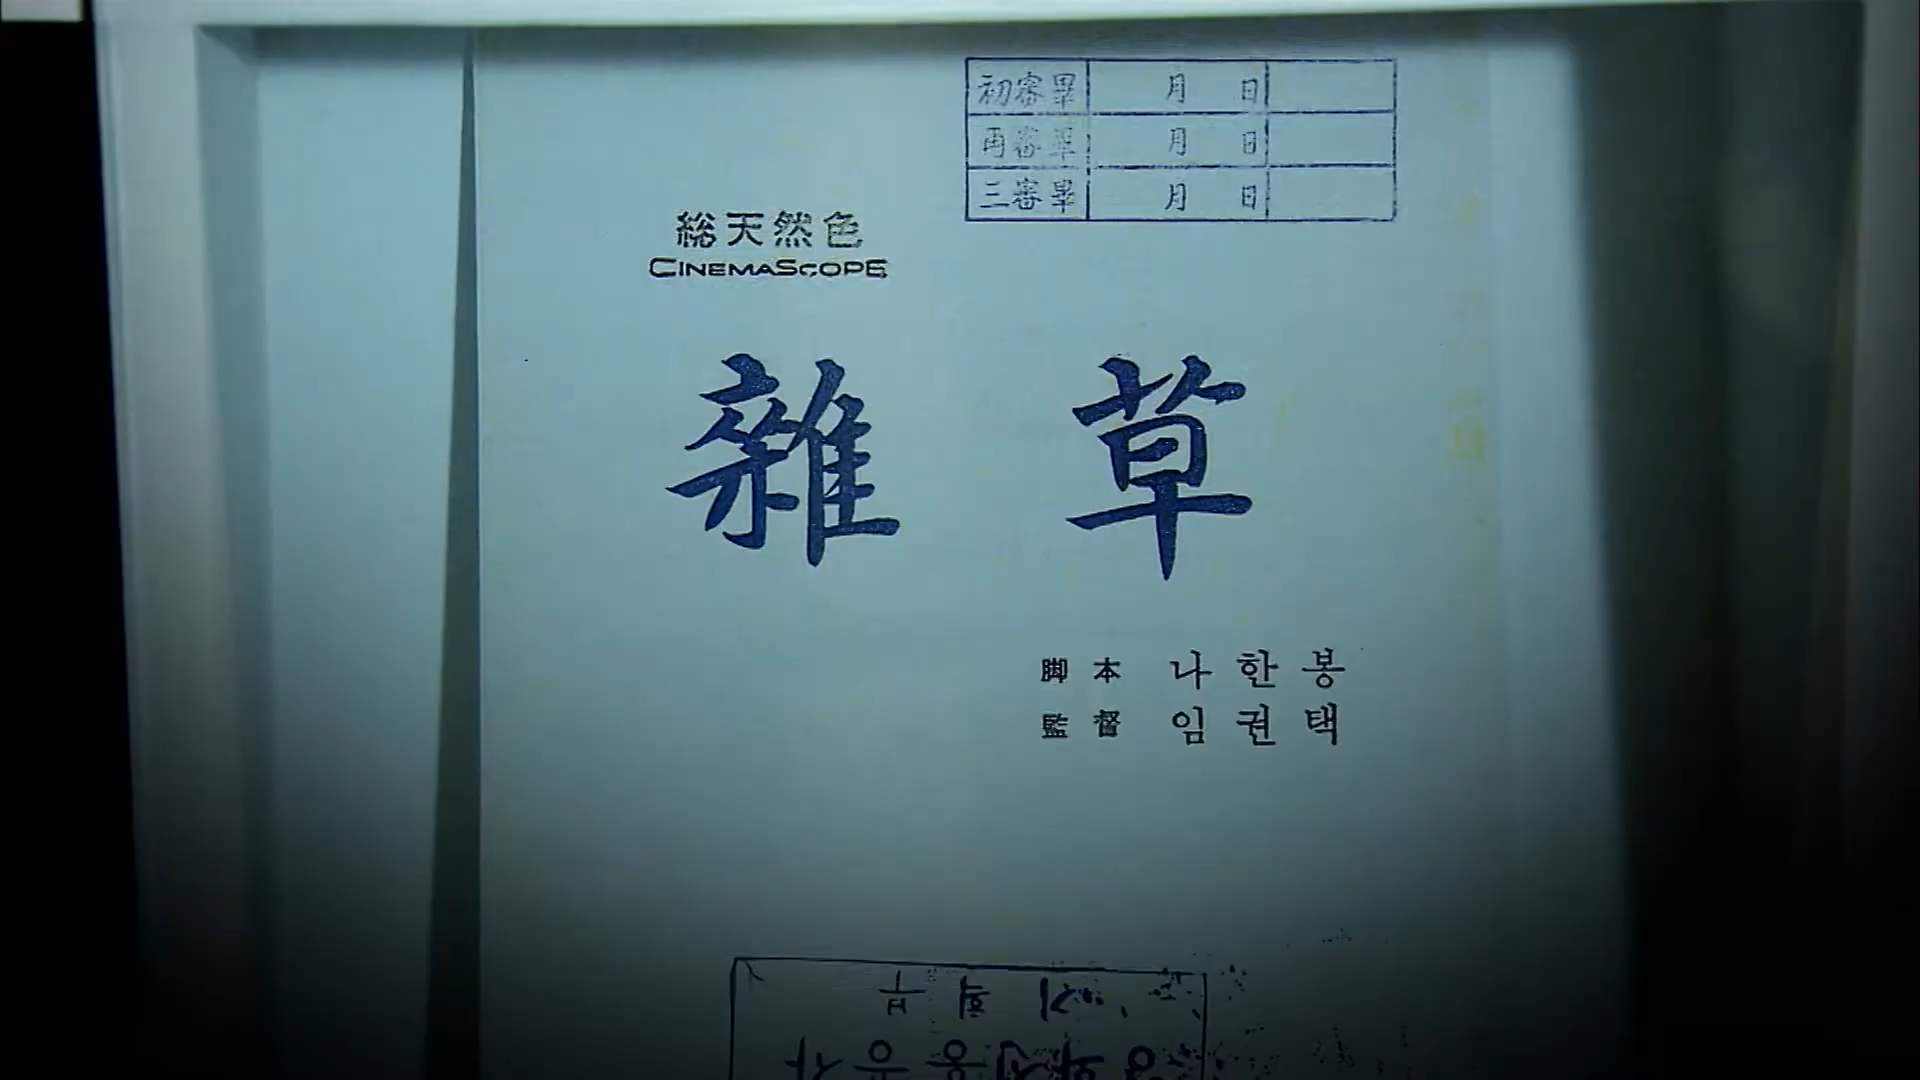 初審畢 月 日
再審畢 月 日
三審畢 月 日
総天然色
CINEMASCOPE
雜 草
脚 本 나 한 봉
監 督 임 권 택